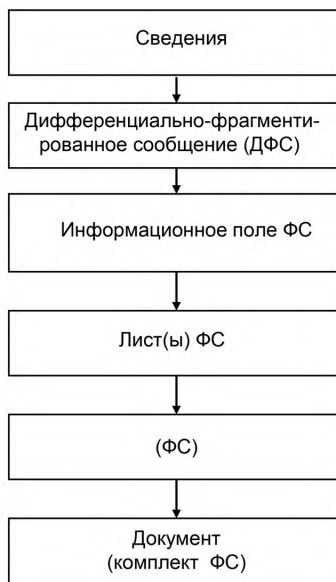 Сведения
Дифференциально-фрагменти-
рованное сообщение (ДФС)
Информационное поле ФС
Лист(ы) ФС
(ФС)
Документ
(комплект ФС)